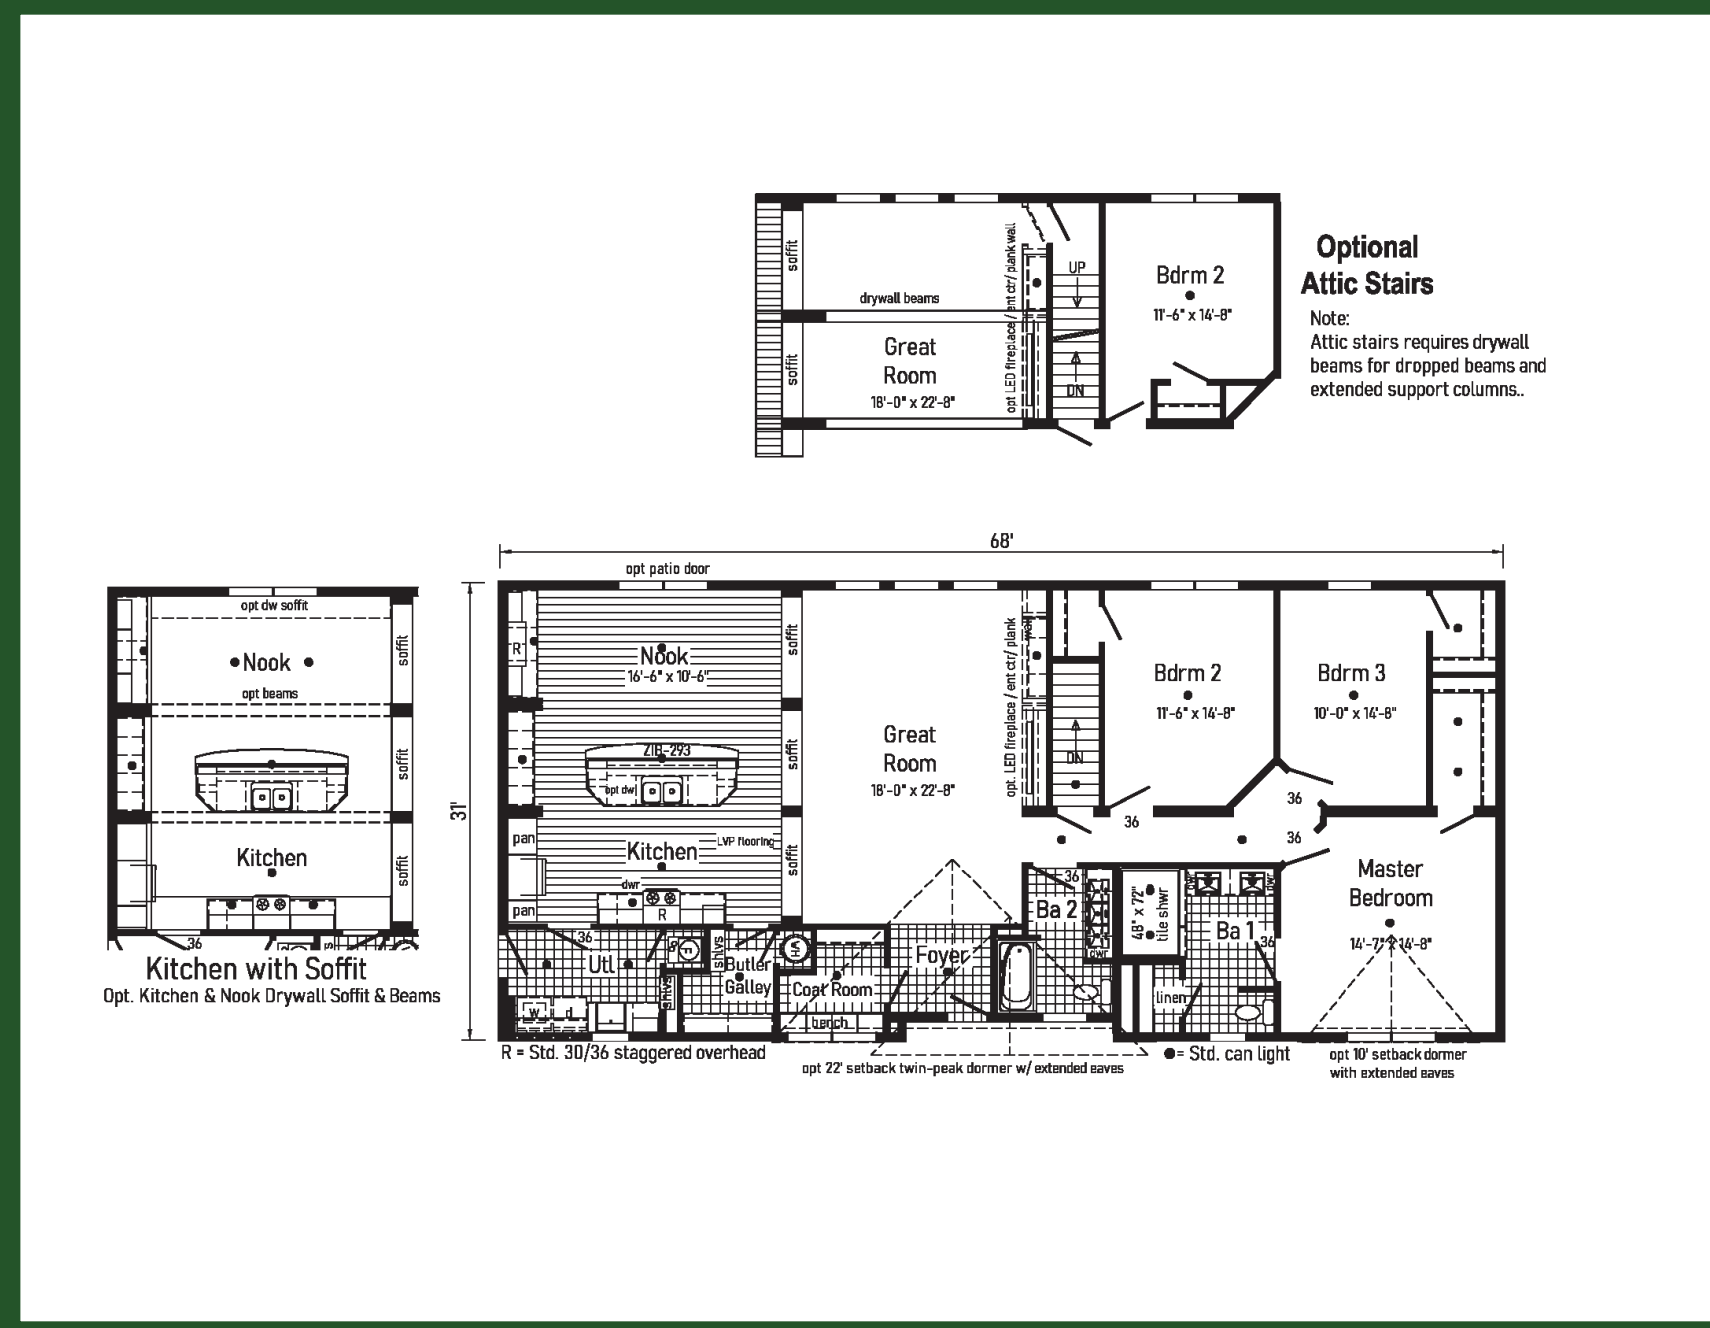 soffit
soffit
drywall beams
Great
Room
18'-0" x 22'-8"
opt LED fireplace / ent ctr/ plank wall
UP
DN
Bdrm 2
11'-6" x 14'-8"
Optional
Attic Stairs
Note:
Attic stairs requires drywall
beams for dropped beams and
extended support columns..
68'
31'
opt patio door
opt dw soffit
Nook
opt beams
soffit
soffit
soffit
Kitchen
36
Kitchen with Soffit
Opt. Kitchen & Nook Drywall Soffit & Beams
R
Nook
16'-6" x 10'-6"
ZIB-293
opt dw
pan
Kitchen
LVP flooring
dwr
pan
R
soffit
soffit
soffit
Great
Room
18'-0" x 22'-8"
opt. LED fireplace / ent ctr/ plank
wall
DN
Bdrm 2
11'-6" x 14'-8"
Bdrm 3
10'-0" x 14'-8"
36
36
36
Master
Bedroom
14'-7" x 14'-8"
36
Ba 2
dwr
48" x 72"
tile shwr
dwr
dwr
Ba 1
36
linen
36
Utl
F
shlvs
shlvs
w
d
Butler
Galley
WH
Coat Room
bench
Foyer
R = Std. 30/36 staggered overhead
opt 22' setback twin-peak dormer w/ extended eaves
= Std. can light
opt 10' setback dormer
with extended eaves